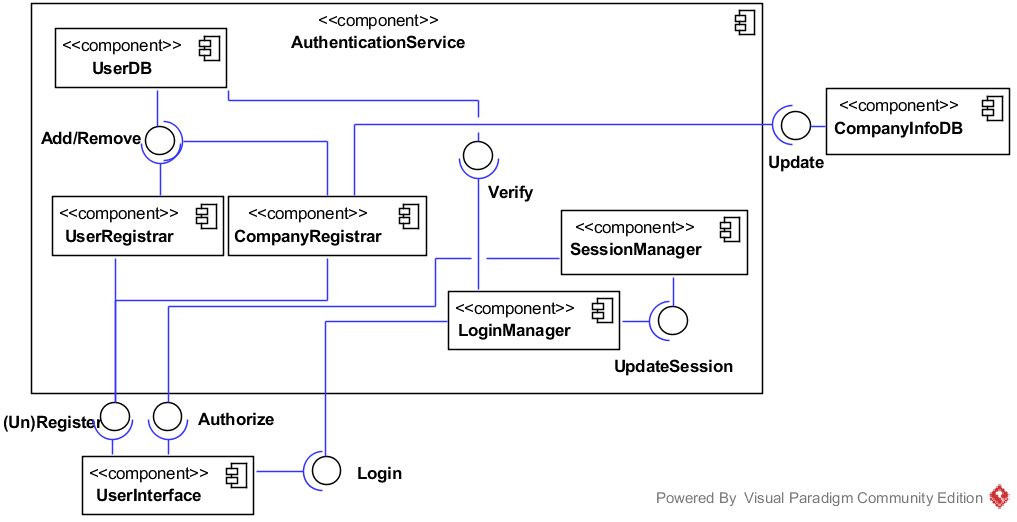 <<component>>
AuthenticationService
<<component>>
UserDB
<<component>>
CompanyInfoDB
Add/Remove
Update
Verify
<<component>>
UserRegistrar
<<component>>
CompanyRegistrar
<<component>>
SessionManager
<<component>>
LoginManager
UpdateSession
(Un)Register
Authorize
<<component>>
UserInterface
Login
Powered By Visual Paradigm Community Edition